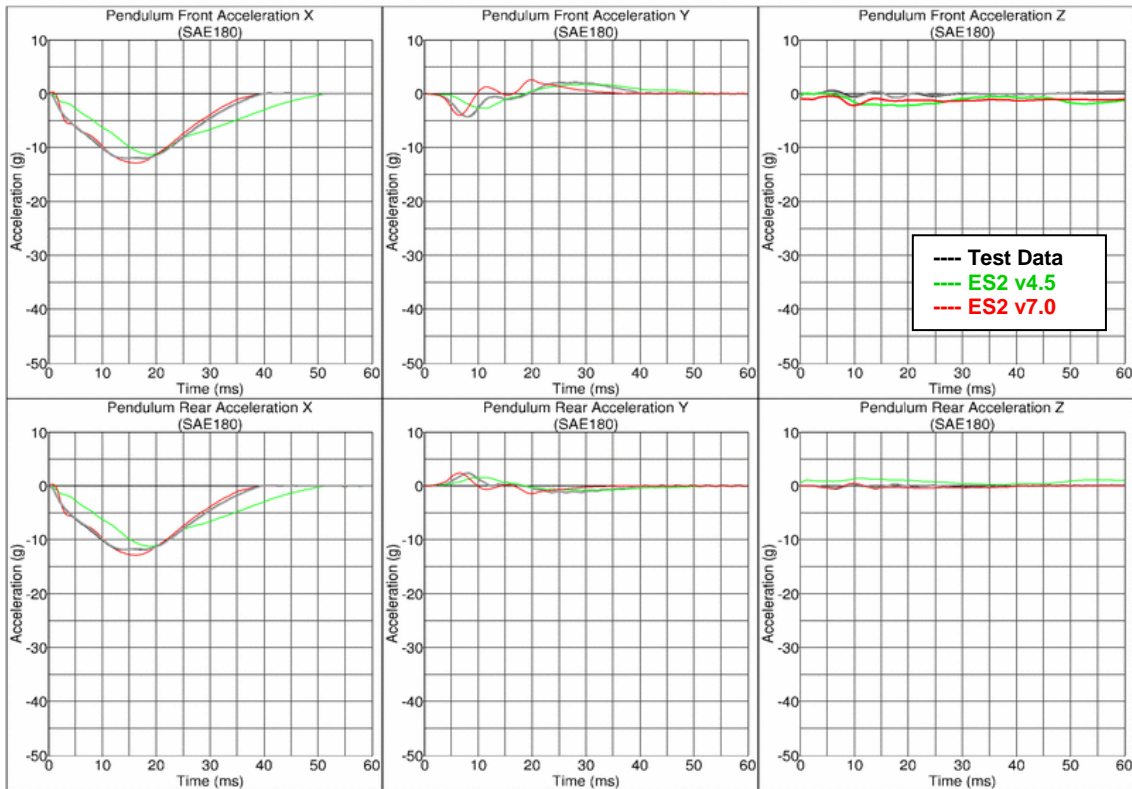 Pendulum Front Acceleration X
(SAE180)
10
0
-10
-20
-30
-40
-50
Acceleration (g)
0 10 20 30 40 50 60
Time (ms)
Pendulum Front Acceleration Y
(SAE180)
10
0
-10
-20
-30
-40
-50
Acceleration (g)
0 10 20 30 40 50 60
Time (ms)
Pendulum Front Acceleration Z
(SAE180)
10
0
-10
-20
-30
-40
-50
Acceleration (g)
0 10 20 30 40 50 60
Time (ms)
---- Test Data
---- ES2 v4.5
---- ES2 v7.0
Pendulum Rear Acceleration X
(SAE180)
10
0
-10
-20
-30
-40
-50
Acceleration (g)
0 10 20 30 40 50 60
Time (ms)
Pendulum Rear Acceleration Y
(SAE180)
10
0
-10
-20
-30
-40
-50
Acceleration (g)
0 10 20 30 40 50 60
Time (ms)
Pendulum Rear Acceleration Z
(SAE180)
10
0
-10
-20
-30
-40
-50
Acceleration (g)
0 10 20 30 40 50 60
Time (ms)